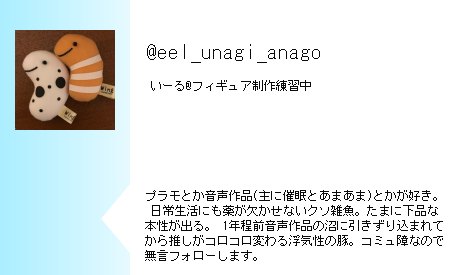 @eel_unagi_anago
いーる@フィギュア制作練習中
プラモとか音声作品(主に催眠とあまあま)とかが好き。
日常生活にも薬が欠かせないクソ雑魚。たまに下品な
本性が出る。 1年程前音声作品の沼に引きずり込まれて
から推しがコロコロ変わる浮気性の豚。コミュ障なので
無言フォローします。